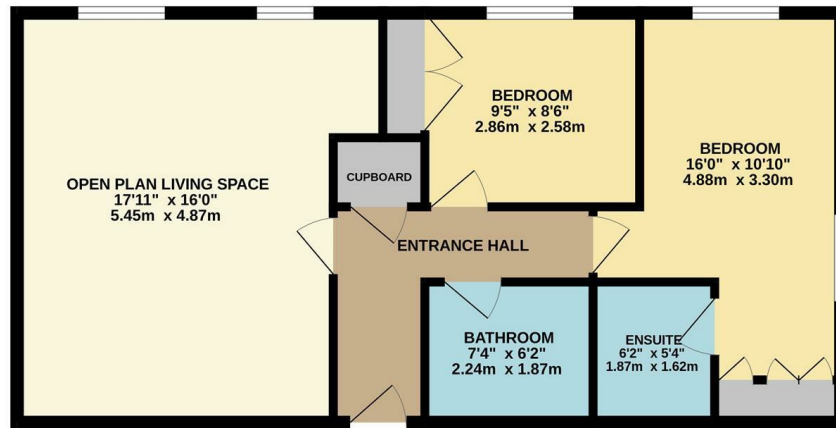 OPEN PLAN LIVING SPACE
17'11" x 16'0"
5.45m x 4.87m
BEDROOM
9'5" x 8'6"
2.86m x 2.58m
BEDROOM
16'0" x 10'10"
4.88m x 3.30m
CUPBOARD
ENTRANCE HALL
BATHROOM
7'4" x 6'2"
2.24m x 1.87m
ENSUITE
6'2" x 5'4"
1.87m x 1.62m